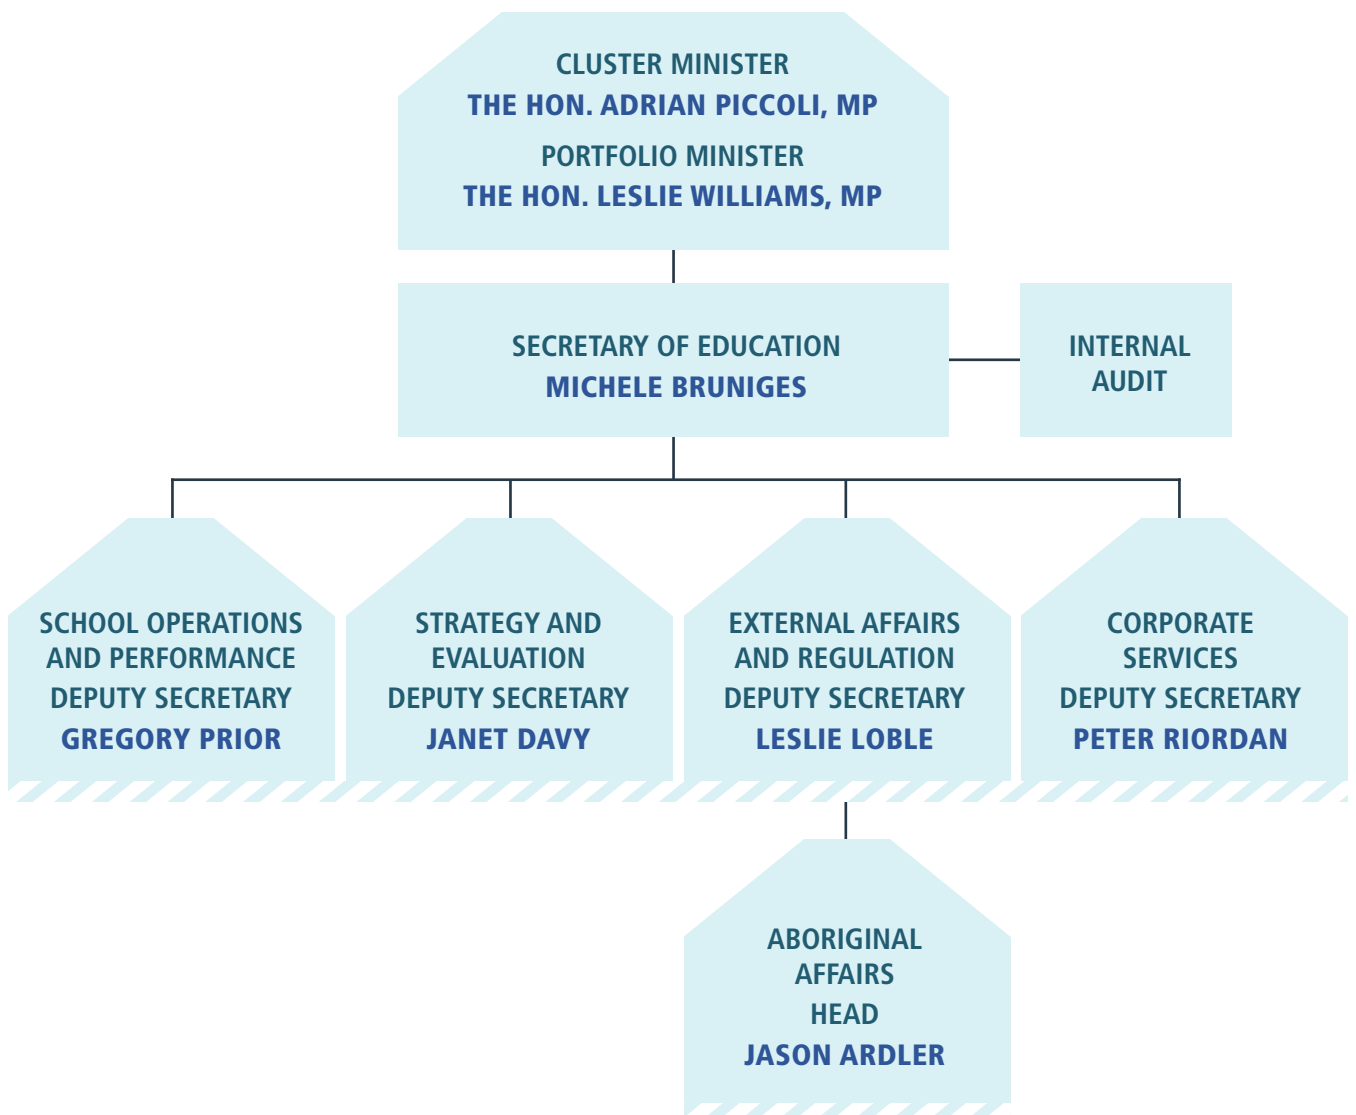 CLUSTER MINISTER
THE HON. ADRIAN PICCOLI, MP
PORTFOLIO MINISTER
THE HON. LESLIE WILLIAMS, MP
SECRETARY OF EDUCATION
MICHELE BRUNIGES
INTERNAL
AUDIT
SCHOOL OPERATIONS
AND PERFORMANCE
DEPUTY SECRETARY
GREGORY PRIOR
STRATEGY AND
EVALUATION
DEPUTY SECRETARY
JANET DAVY
EXTERNAL AFFAIRS
AND REGULATION
DEPUTY SECRETARY
LESLIE LOBLE
CORPORATE
SERVICES
DEPUTY SECRETARY
PETER RIORDAN
ABORIGINAL
AFFAIRS
HEAD
JASON ARDLER